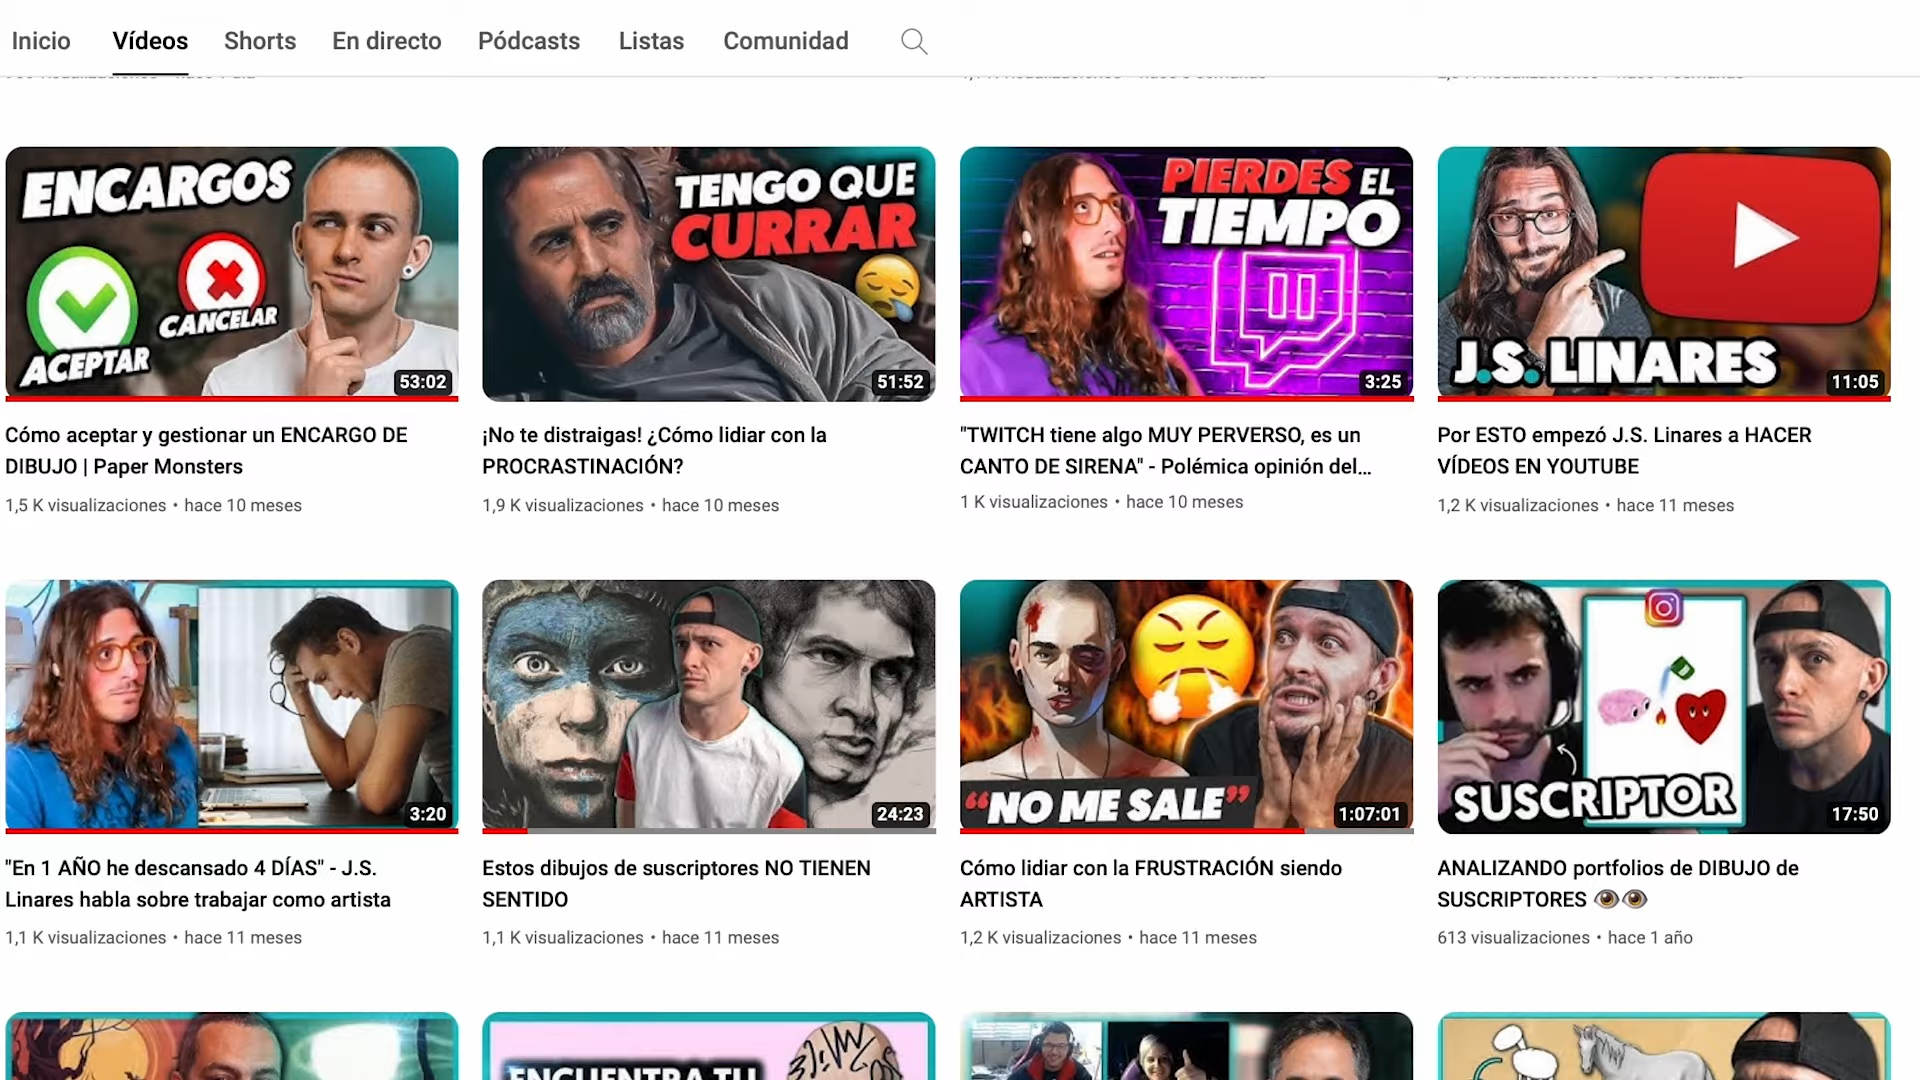 Inicio
Vídeos
Shorts
En directo
Pódcasts
Listas
Comunidad
ENCARGOS
ACEPTAR
CANCELAR
53:02
TENGO QUE
CURRAR
51:52
PIERDES EL
TIEMPO
3:25
J.S. LINARES
11:05
Cómo aceptar y gestionar un ENCARGO DE
DIBUJO | Paper Monsters
1,5 K visualizaciones • hace 10 meses
¡No te distraigas! ¿Cómo lidiar con la
PROCRASTINACIÓN?
1,9 K visualizaciones • hace 10 meses
"TWITCH tiene algo MUY PERVERSO, es un
CANTO DE SIRENA" - Polémica opinión del...
1 K visualizaciones • hace 10 meses
Por ESTO empezó J.S. Linares a HACER
VÍDEOS EN YOUTUBE
1,2 K visualizaciones • hace 11 meses
3:20
24:23
"NO ME SALE"
1:07:01
SUSCRIPTOR
17:50
"En 1 AÑO he descansado 4 DÍAS" - J.S.
Linares habla sobre trabajar como artista
1,1 K visualizaciones • hace 11 meses
Estos dibujos de suscriptores NO TIENEN
SENTIDO
1,1 K visualizaciones • hace 11 meses
Cómo lidiar con la FRUSTRACIÓN siendo
ARTISTA
1,2 K visualizaciones • hace 11 meses
ANALIZANDO portfolios de DIBUJO de
SUSCRIPTORES 👁️👁️
613 visualizaciones • hace 1 año
ENCUENTRA TU